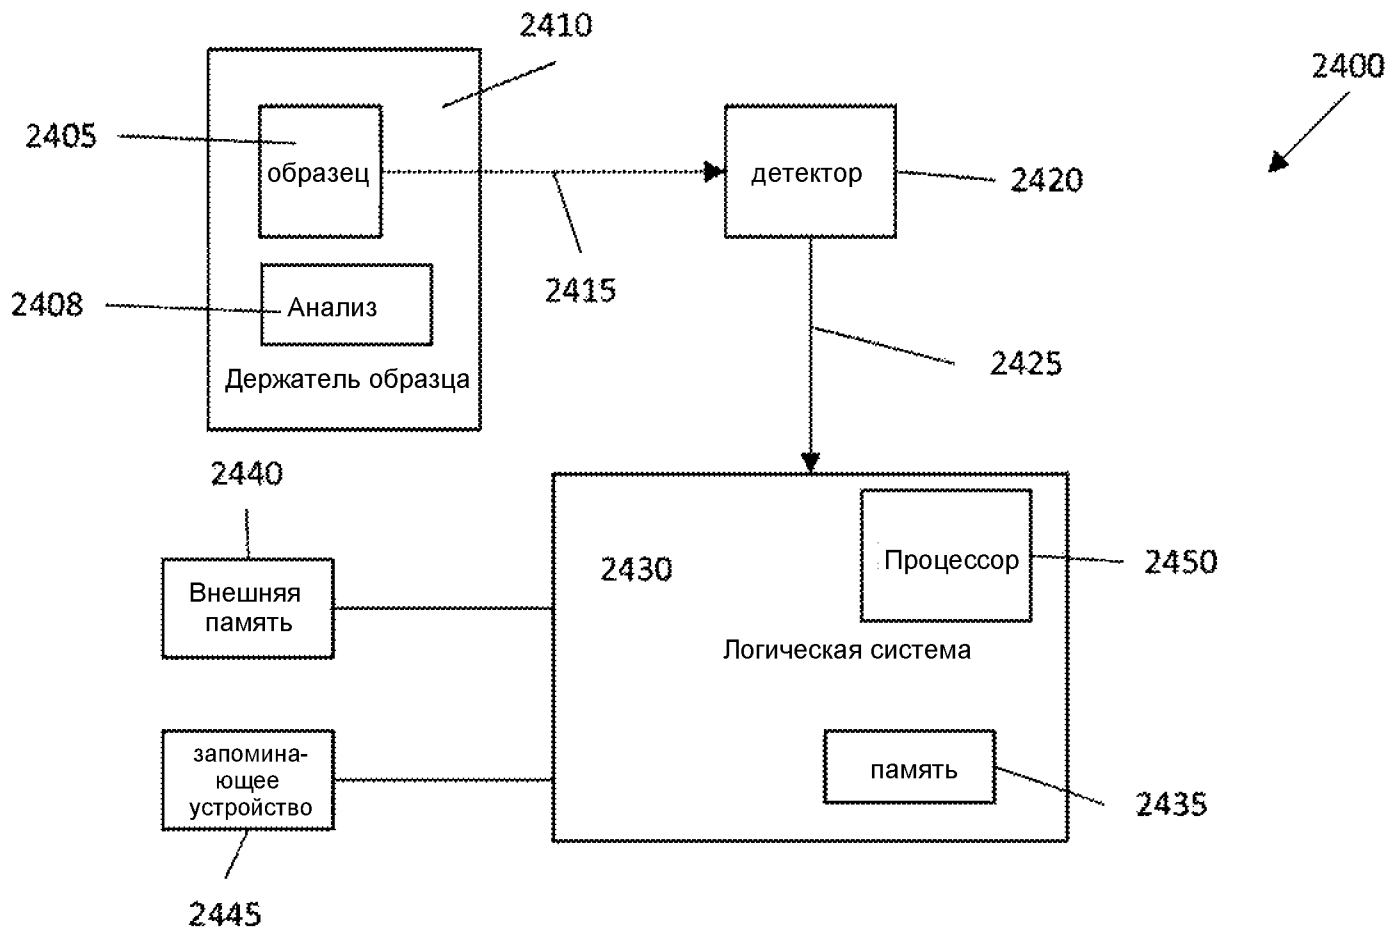 2410
2400
2405
образец
детектор
2420
2415
2408
Анализ
Держатель образца
2425
2440
Внешняя
память
2430
Процессор
2450
Логическая система
запомина-
ющее
устройство
память
2435
2445